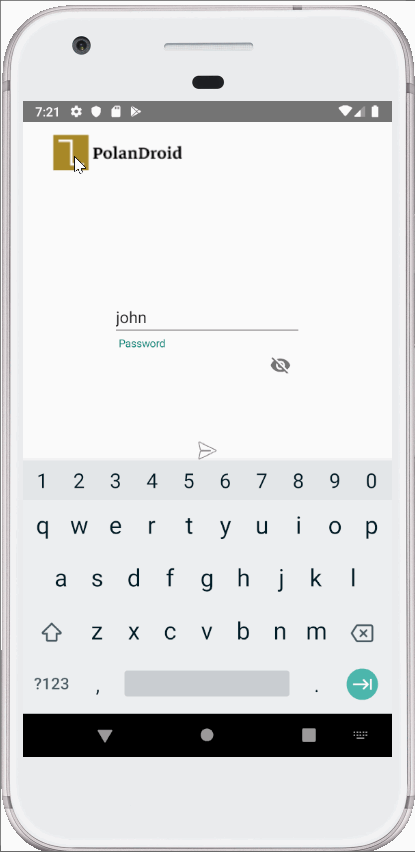 7:21
PolanDroid
john
Password
1 2 3 4 5 6 7 8 9 0
q w e r t y u i o p
a s d f g h j k l
z x c v b n m
?123 , .